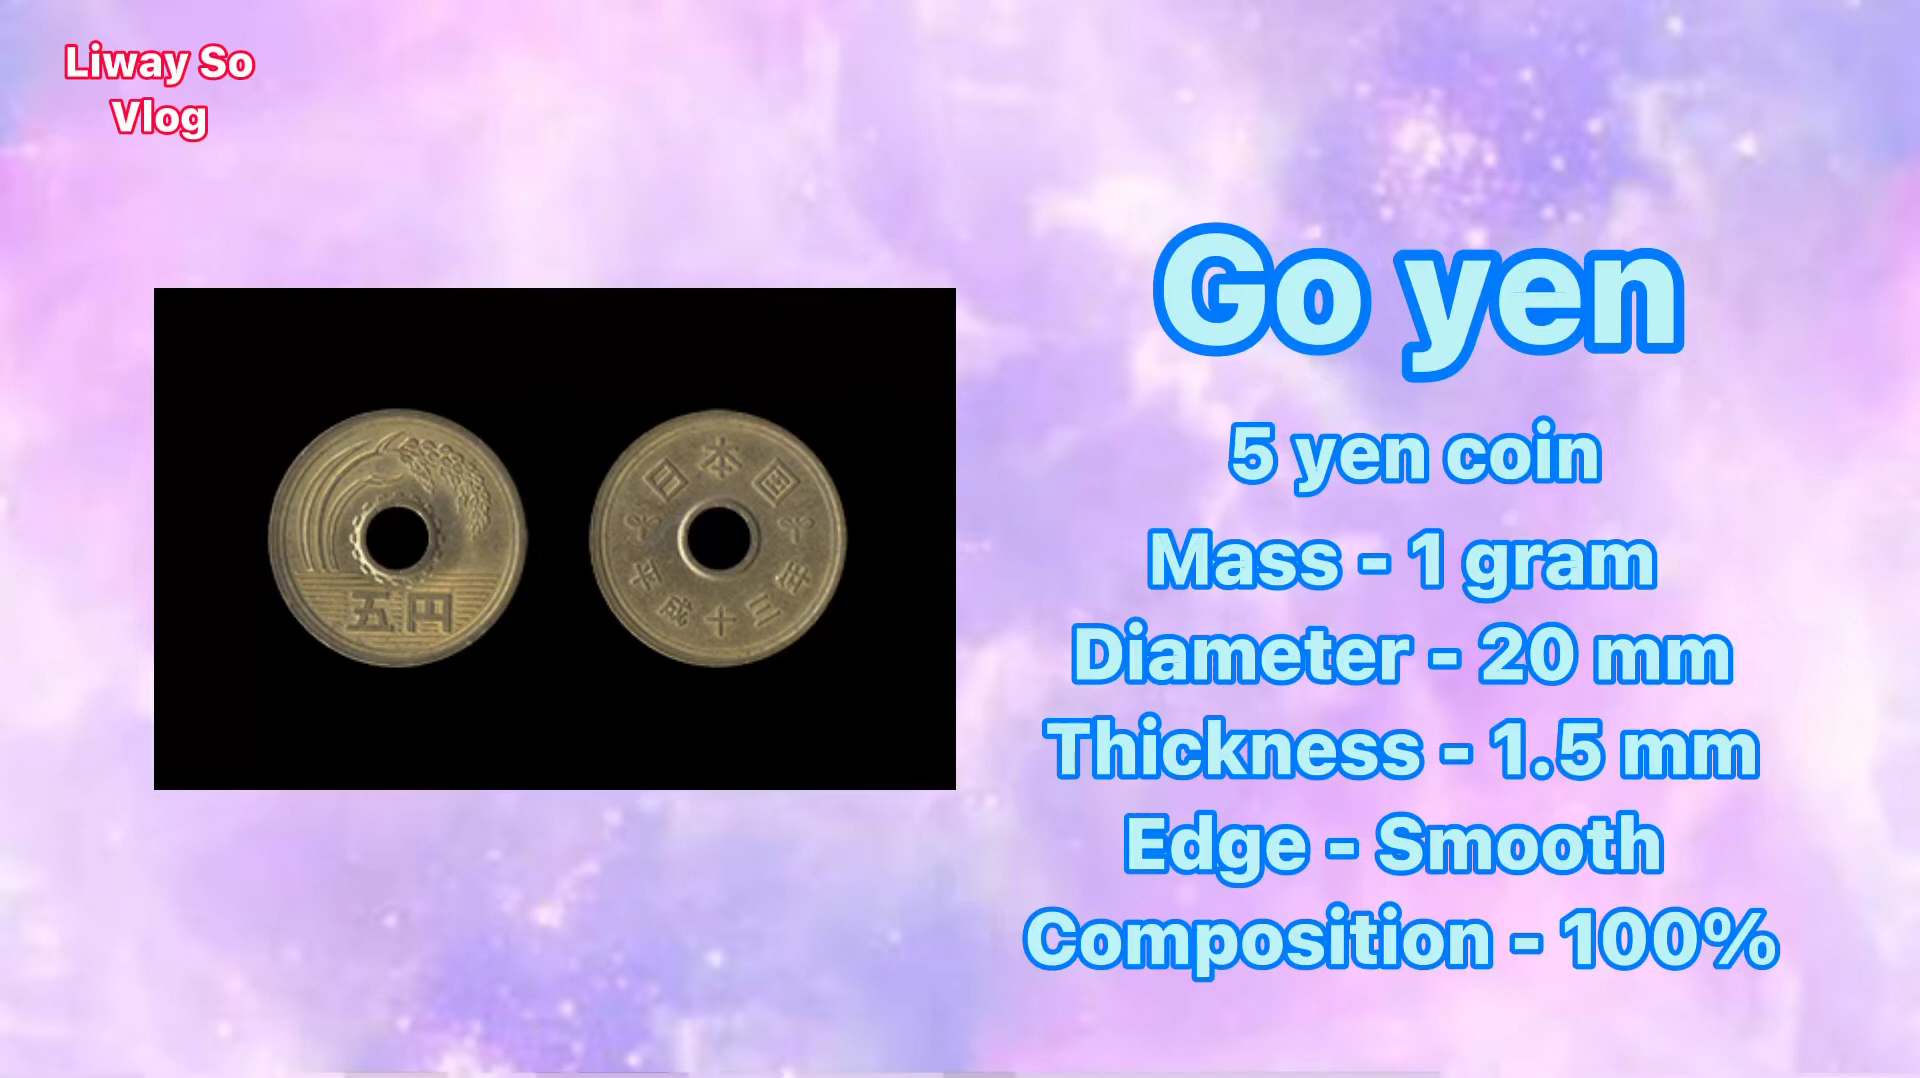 Liway So
Vlog
Go yen
5 yen coin
Mass - 1 gram
Diameter - 20 mm
Thickness - 1.5 mm
Edge - Smooth
Composition - 100%
五円
日本国
平成十二年